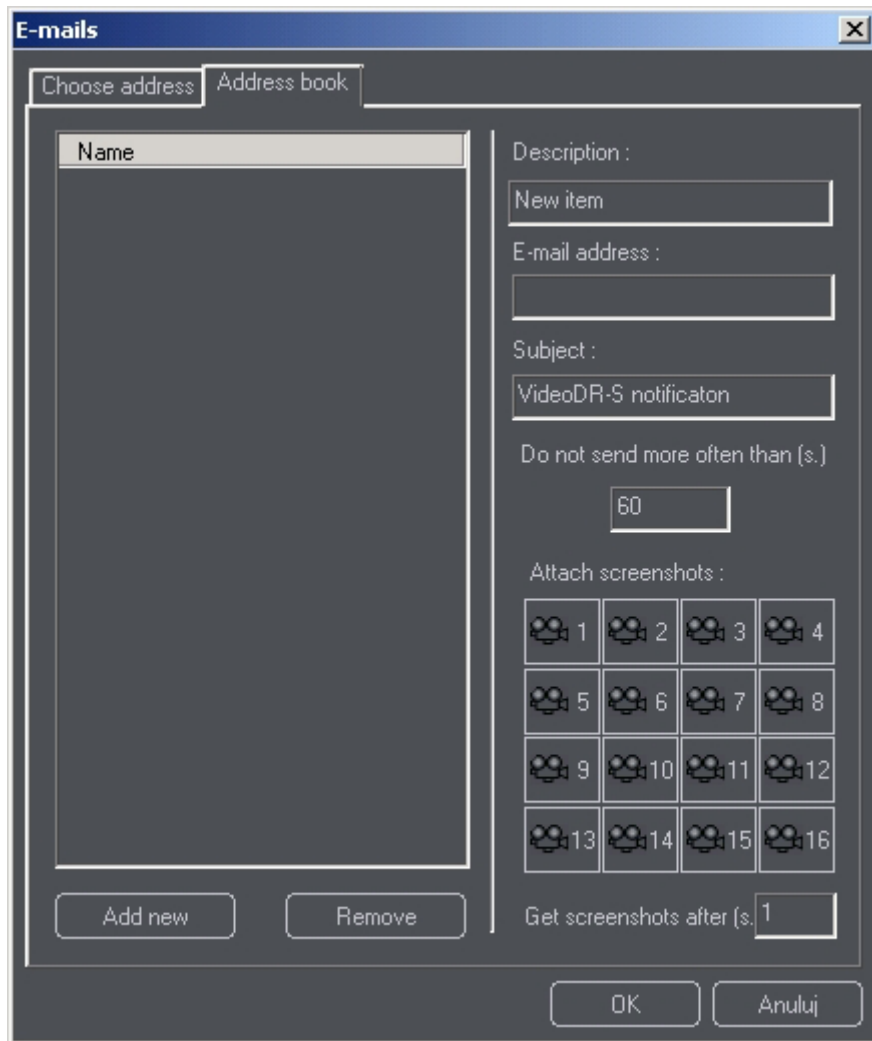 E-mails
Choose address
Address book
Name
Description :
New item
E-mail address :
Subject :
VideoDR-S notificaton
Do not send more often than (s.)
60
Attach screenshots :
1 2 3 4
5 6 7 8
9 10 11 12
13 14 15 16
Add new
Remove
Get screenshots after (s.
1
OK
Anuluj